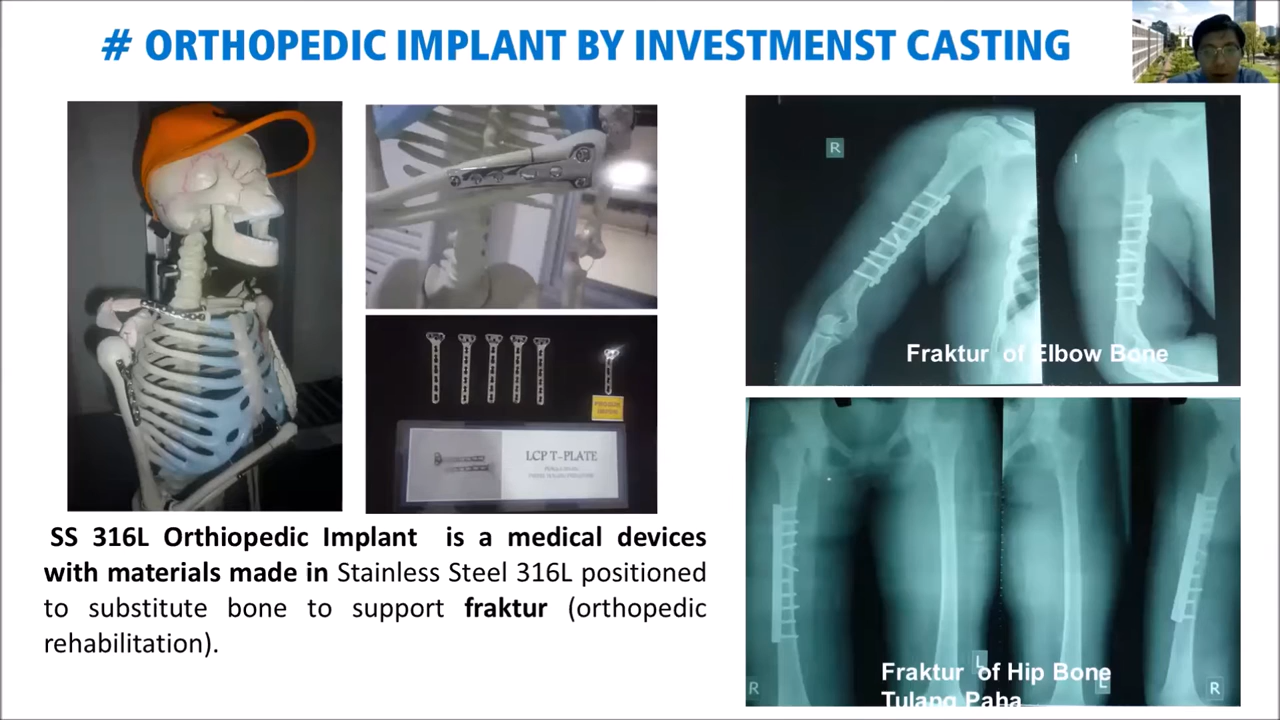 # ORTHOPEDIC IMPLANT BY INVESTMENST CASTING
R
Fraktur of Elbow Bone
LCP T-PLATE
SS 316L Orthiopedic Implant is a medical devices
with materials made in Stainless Steel 316L positioned
to substitute bone to support fraktur (orthopedic
rehabilitation).
L
Fraktur of Hip Bone
Tulang Paha
R
L
R